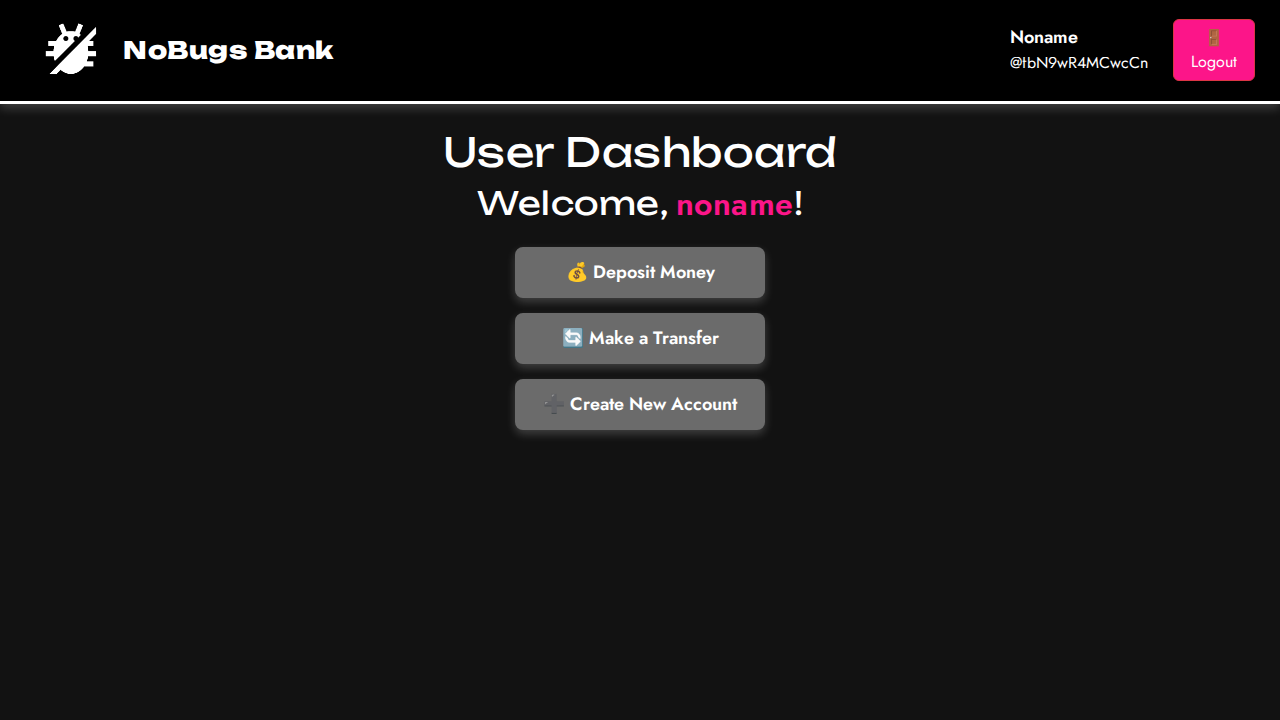 NoBugs Bank
Noname
@tbN9wR4MCwcCn
Logout
User Dashboard
Welcome, noname!
💰 Deposit Money
🔄 Make a Transfer
➕ Create New Account